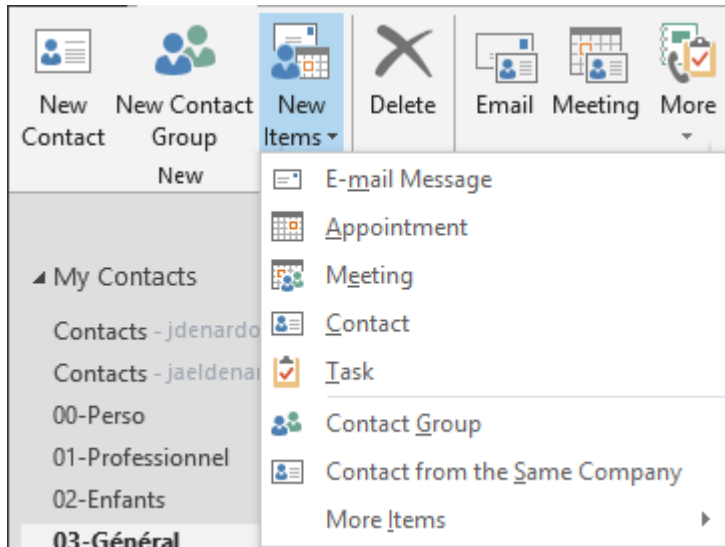 New Contact
New Contact Group
New Items
Delete
Email
Meeting
More
New
E-mail Message
Appointment
Meeting
Contact
Task
Contact Group
Contact from the Same Company
More Items
My Contacts
Contacts - jdenardo
Contacts - jaeldena
00-Perso
01-Professionnel
02-Enfants
03-Général